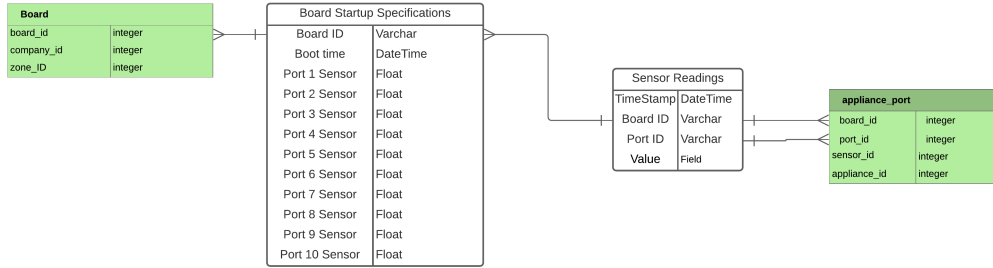 Board
board_id integer
company_id integer
zone_ID integer
Board Startup Specifications
Board ID Varchar
Boot time DateTime
Port 1 Sensor Float
Port 2 Sensor Float
Port 3 Sensor Float
Port 4 Sensor Float
Port 5 Sensor Float
Port 6 Sensor Float
Port 7 Sensor Float
Port 8 Sensor Float
Port 9 Sensor Float
Port 10 Sensor Float
Sensor Readings
TimeStamp DateTime
Board ID Varchar
Port ID Varchar
Value Field
appliance_port
board_id integer
port_id integer
sensor_id integer
appliance_id integer